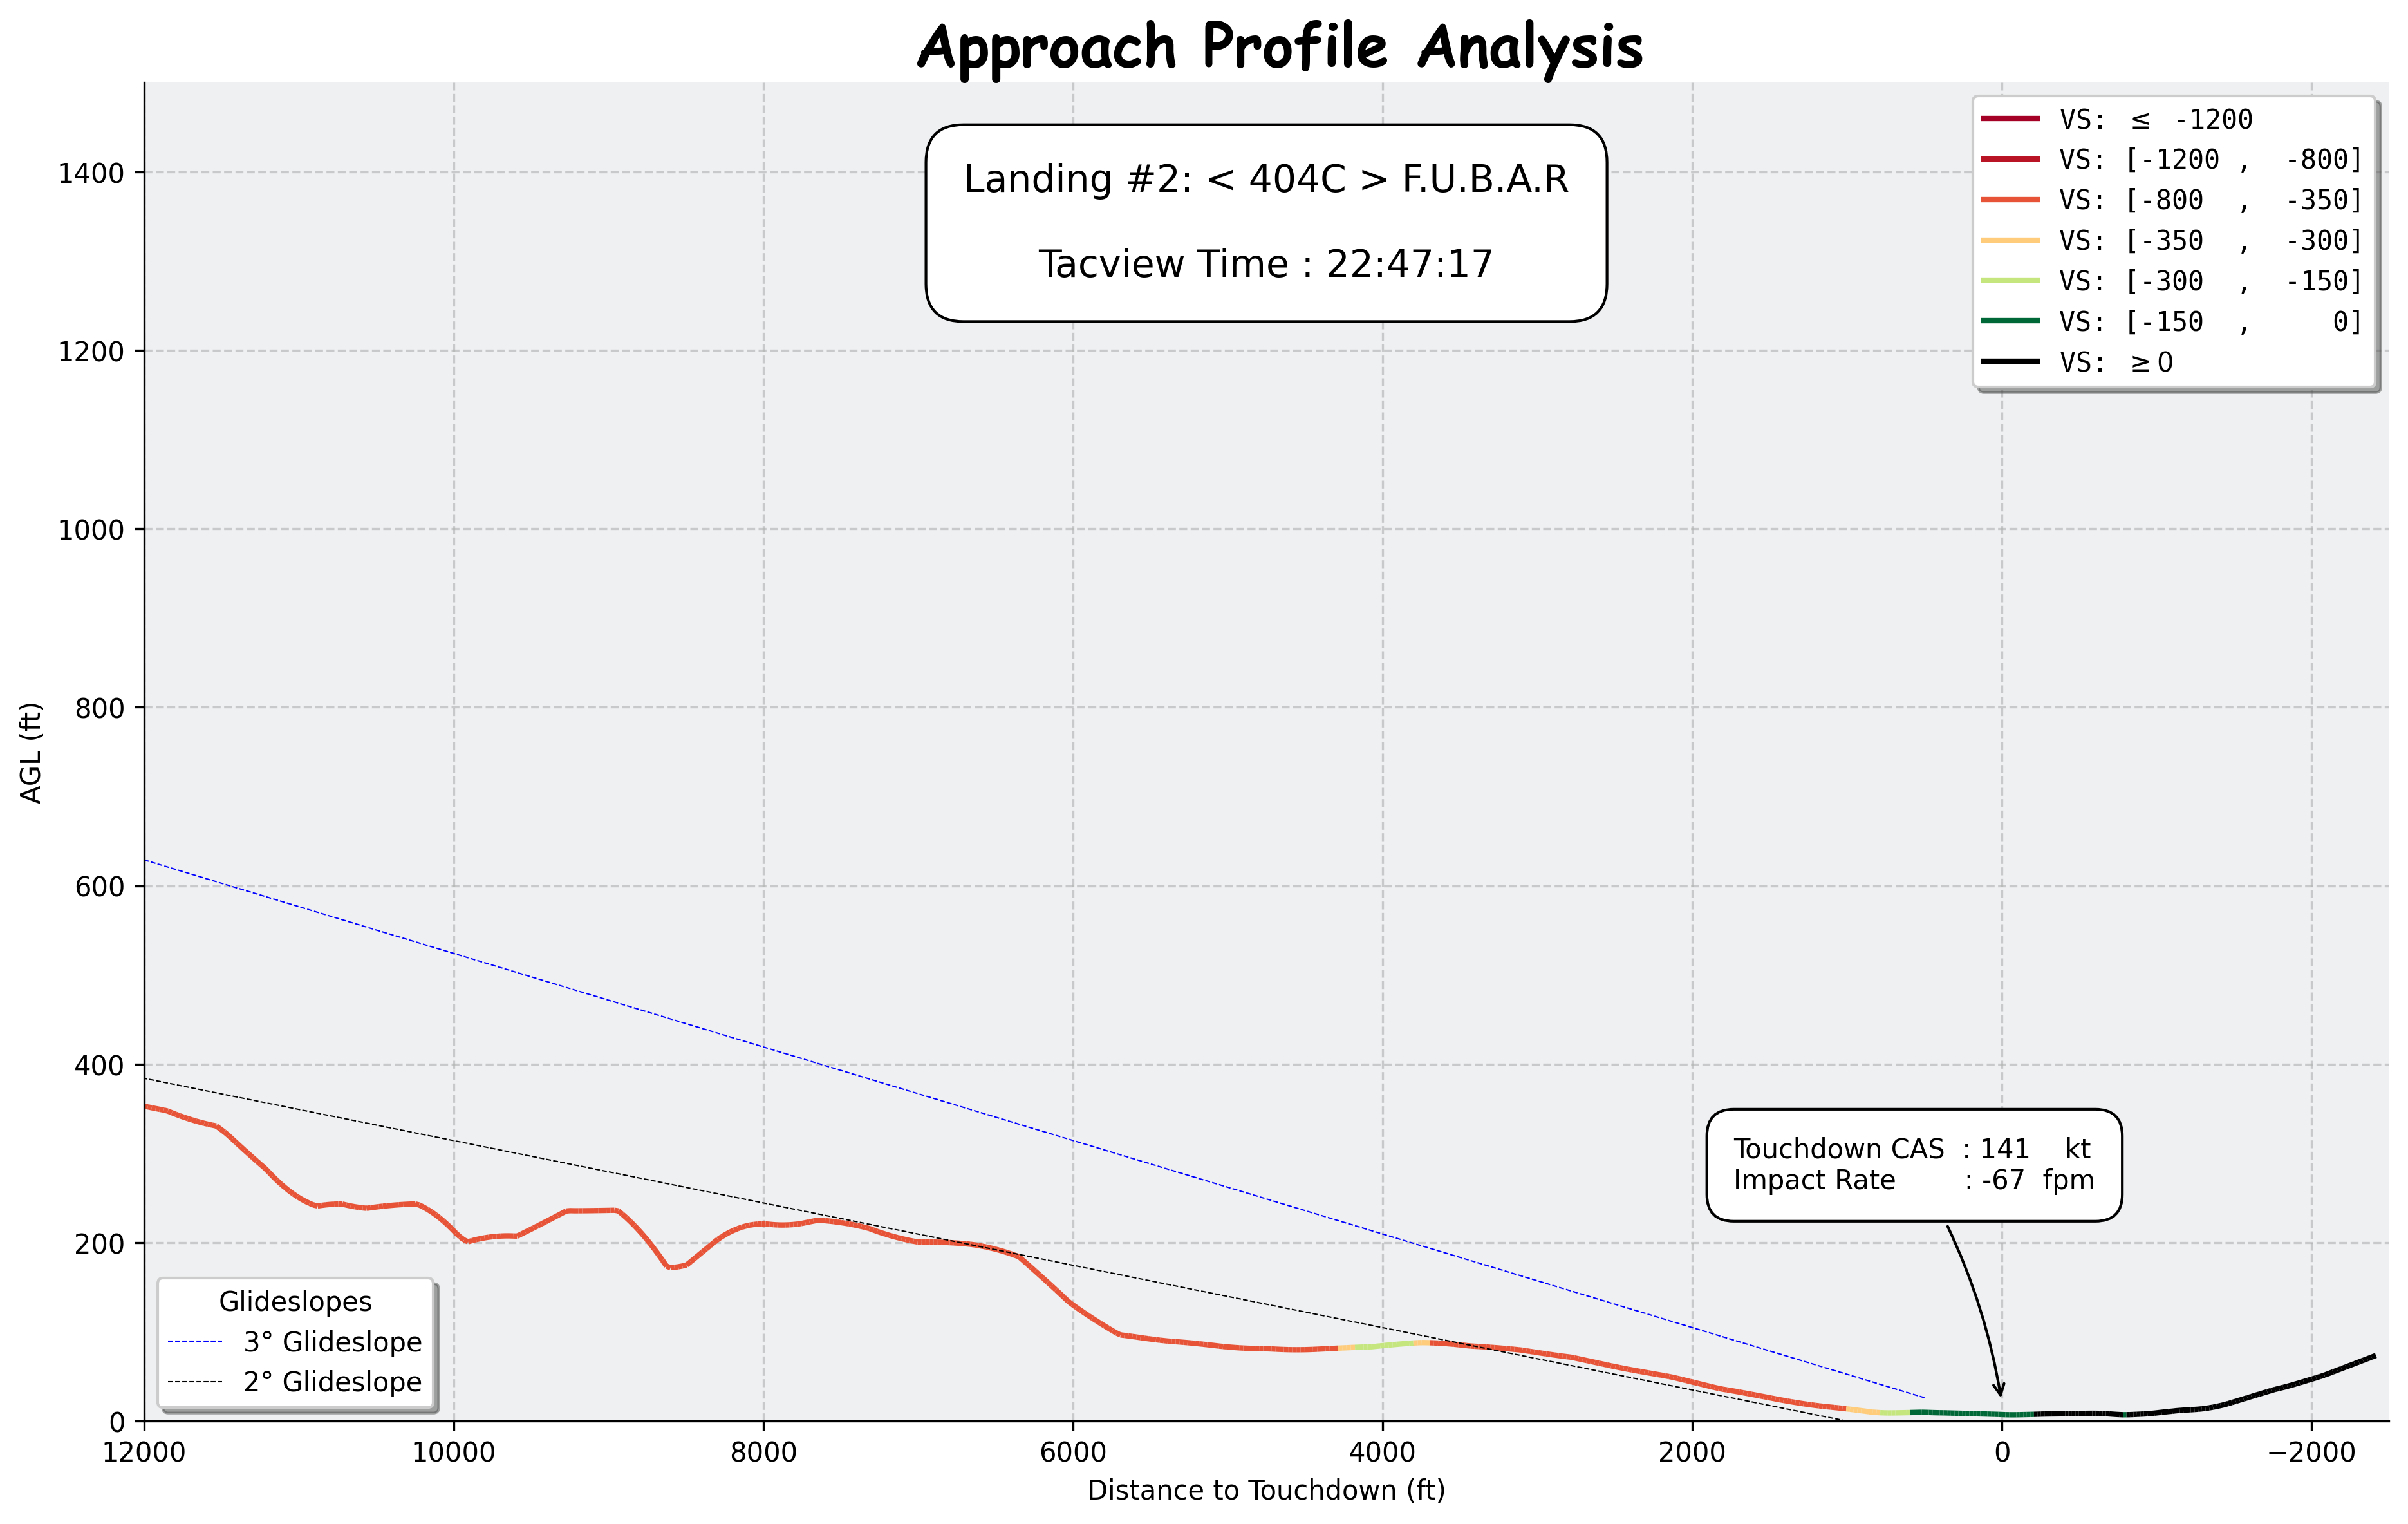 Approach Profile Analysis
Landing #2: < 404C > F.U.B.A.R
Tacview Time : 22:47:17
VS: ≤ -1200
VS: [-1200 , -800]
VS: [-800 , -350]
VS: [-350 , -300]
VS: [-300 , -150]
VS: [-150 , 0]
VS: ≥0
AGL (ft)
1400
1200
1000
800
600
400
200
0
Touchdown CAS : 141 kt
Impact Rate : -67 fpm
Glideslopes
3° Glideslope
2° Glideslope
12000 10000 8000 6000 4000 2000 0 −2000
Distance to Touchdown (ft)